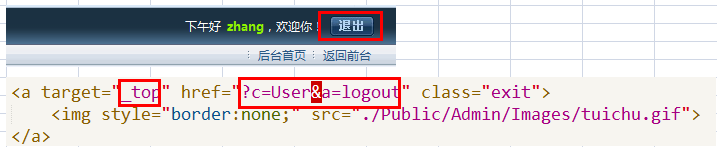 下午好 zhang，欢迎你！ 退出
后台首页 返回前台
<a target="_top" href="?c=User&a=logout" class="exit">
<img style="border:none;" src="./Public/Admin/Images/tuichu.gif">
</a>